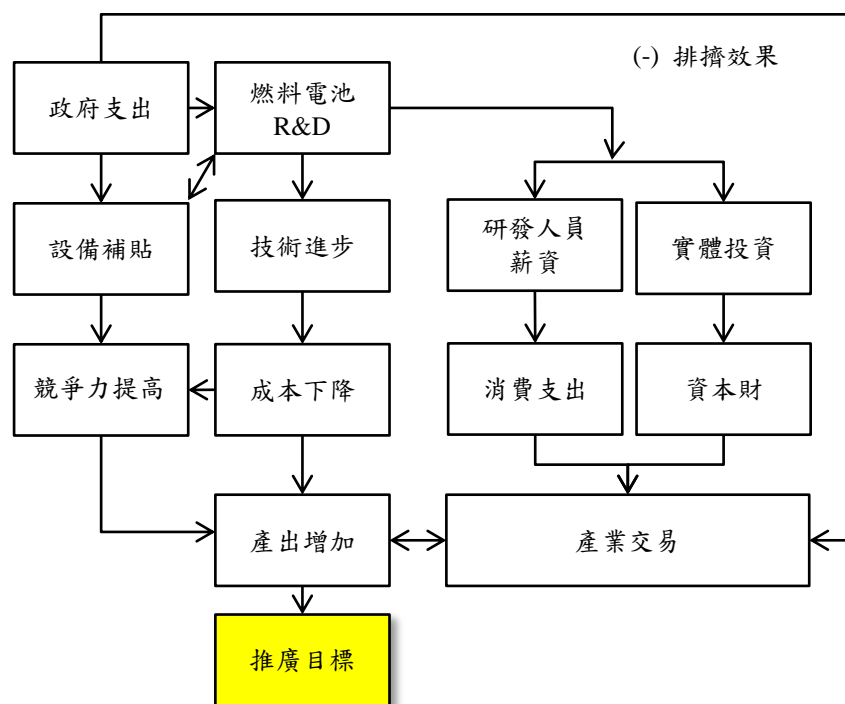 (-) 排擠效果
政府支出
燃料電池
R&D
設備補貼
技術進步
研發人員
薪資
實體投資
競爭力提高
成本下降
消費支出
資本財
產出增加
產業交易
推廣目標